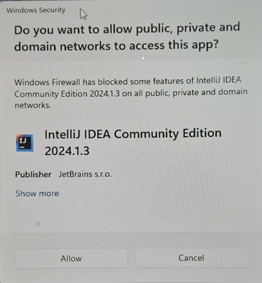 Windows Security
Do you want to allow public, private and
domain networks to access this app?
Windows Firewall has blocked some features of IntelliJ IDEA
Community Edition 2024.1.3 on all public, private and domain
networks.
IntelliJ IDEA Community Edition
2024.1.3
Publisher JetBrains s.r.o.
Show more
Allow
Cancel